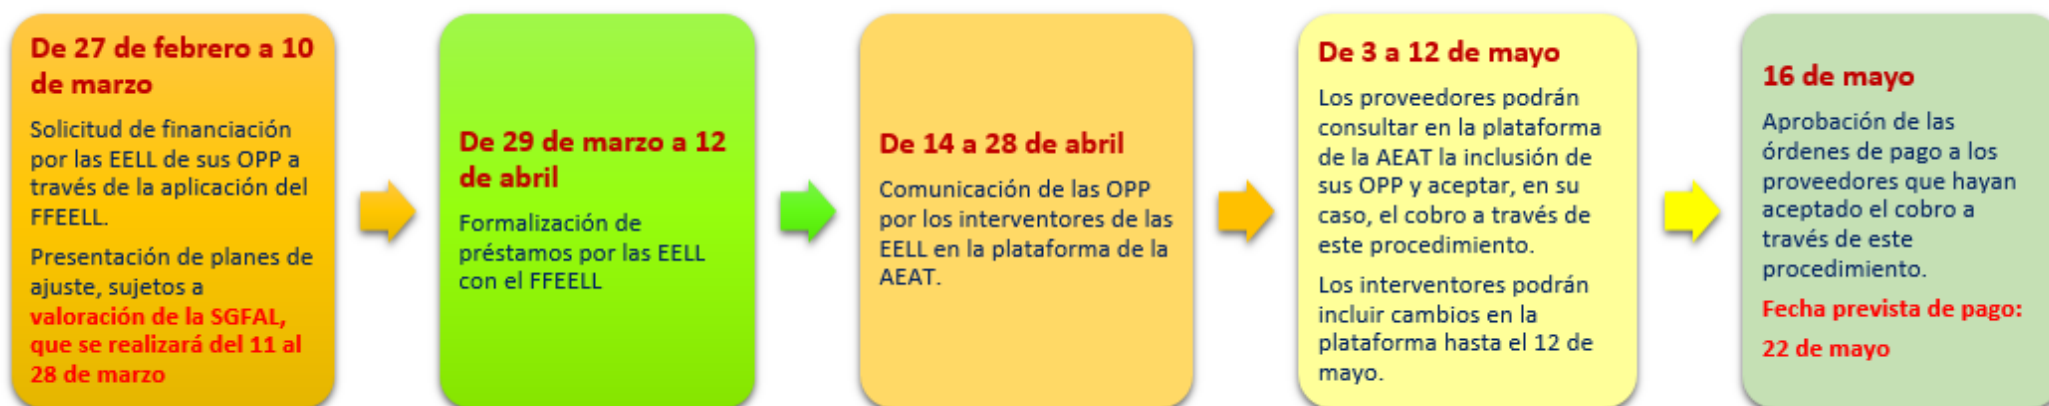 De 27 de febrero a 10
de marzo
Solicitud de financiación
por las EELL de sus OPP a
través de la aplicación del
FFEELL.
Presentación de planes de
ajuste, sujetos a
valoración de la SGFAL,
que se realizará del 11 al
28 de marzo
De 29 de marzo a 12
de abril
Formalización de
préstamos por las EELL
con el FFEELL
De 14 a 28 de abril
Comunicación de las OPP
por los interventores de las
EELL en la plataforma de la
AEAT.
De 3 a 12 de mayo
Los proveedores podrán
consultar en la plataforma
de la AEAT la inclusión de
sus OPP y aceptar, en su
caso, el cobro a través de
este procedimiento.
Los interventores podrán
incluir cambios en la
plataforma hasta el 12 de
mayo.
16 de mayo
Aprobación de las
órdenes de pago a los
proveedores que hayan
aceptado el cobro a
través de este
procedimiento.
Fecha prevista de pago:
22 de mayo